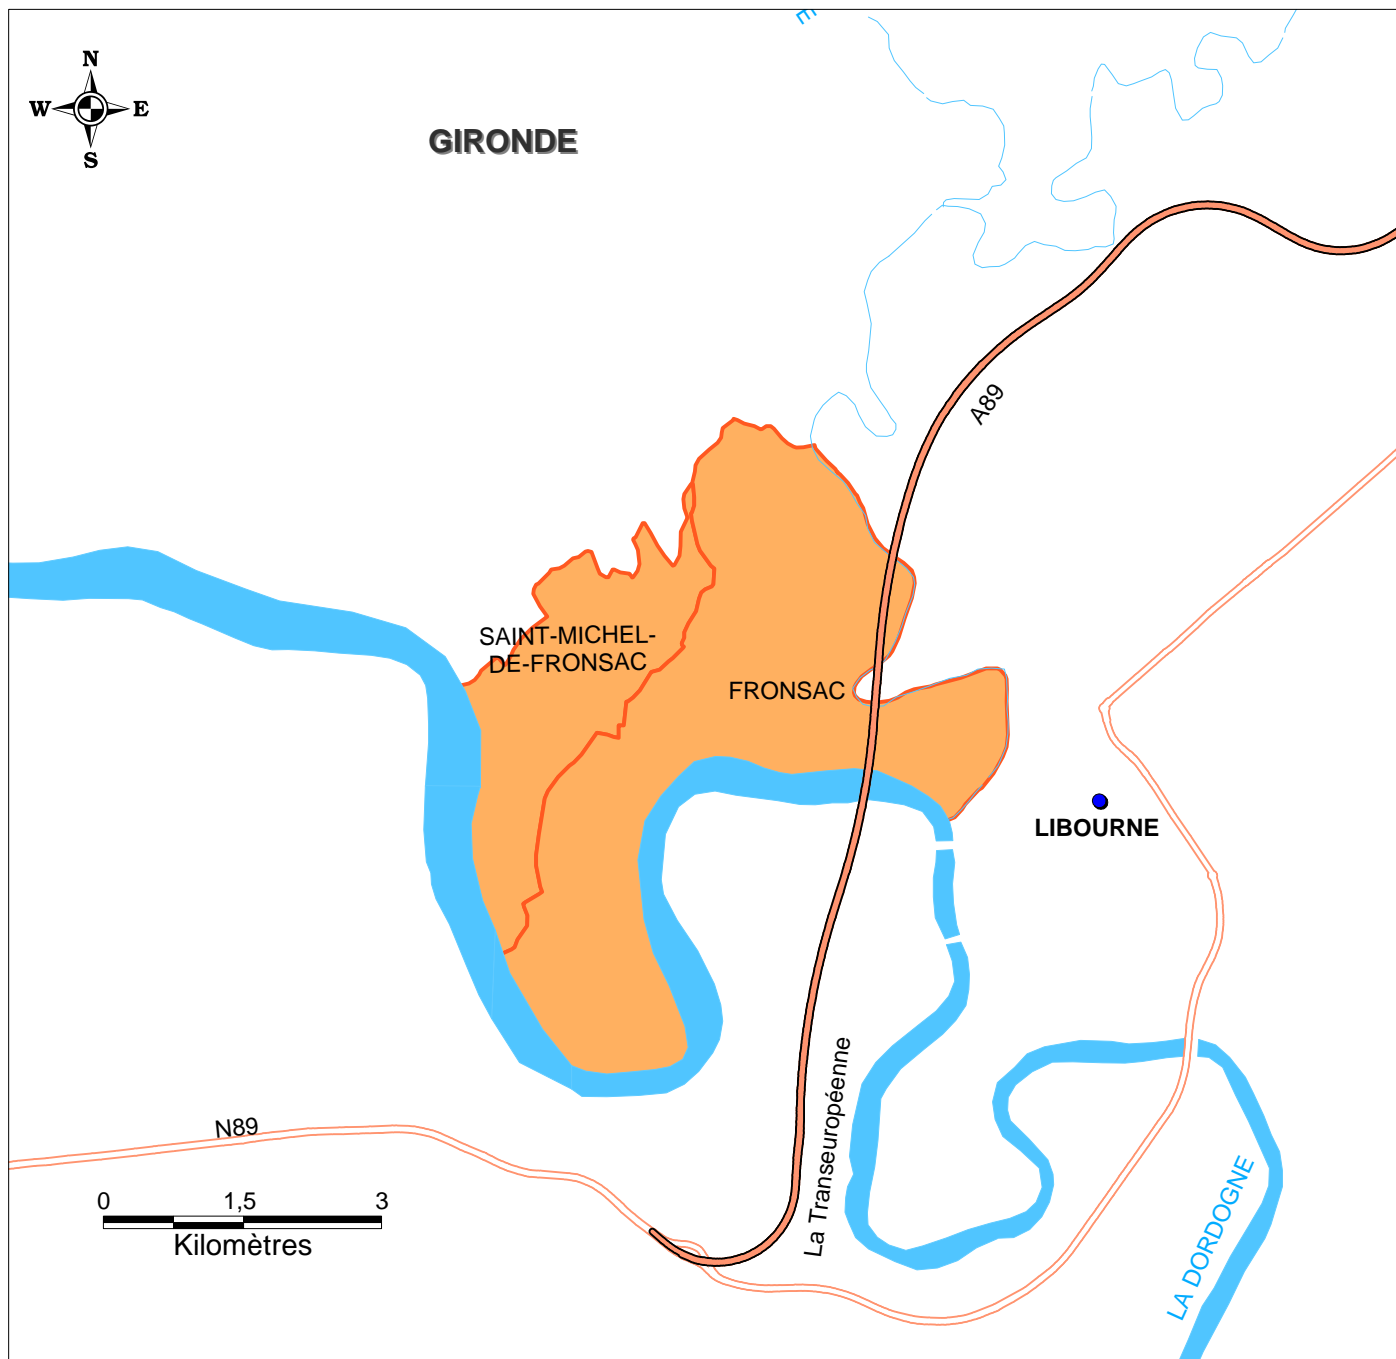 E
N
W E
S
GIRONDE
A89
SAINT-MICHEL-
DE-FRONSAC
FRONSAC
LIBOURNE
La Transeuropéenne
N89
LA DORDOGNE
0 1,5 3
Kilomètres